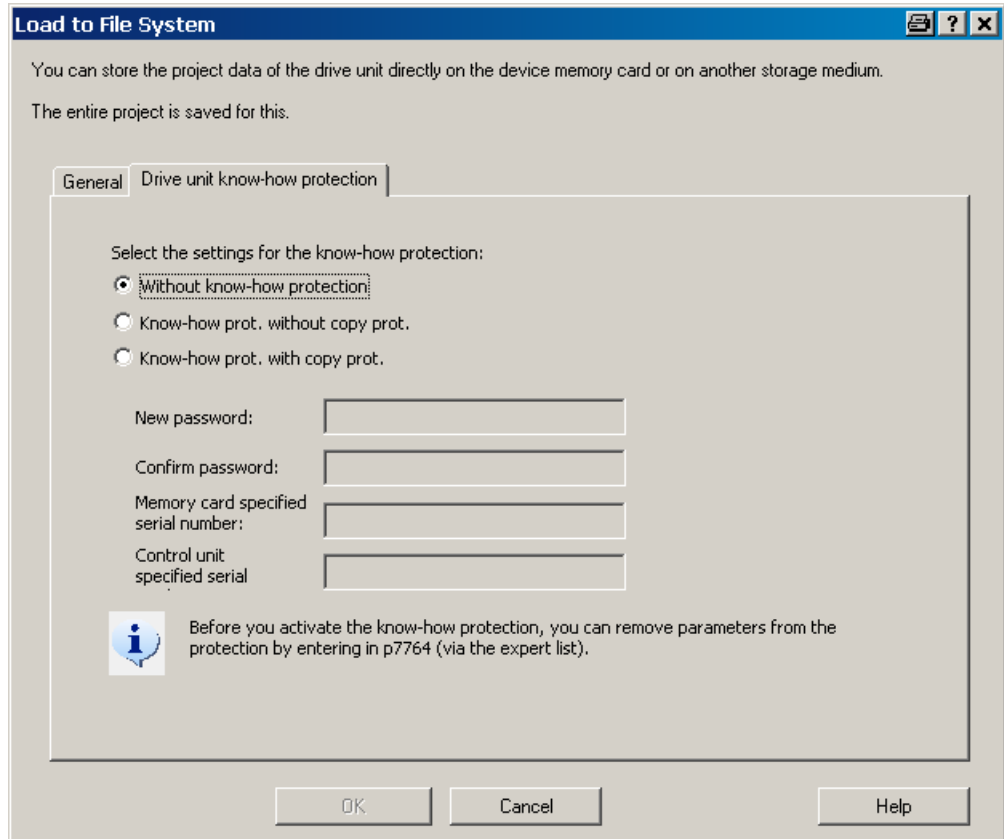 Load to File System
You can store the project data of the drive unit directly on the device memory card or on another storage medium.
The entire project is saved for this.
General
Drive unit know-how protection
Select the settings for the know-how protection:
Without know-how protection
Know-how prot. without copy prot.
Know-how prot. with copy prot.
New password:
Confirm password:
Memory card specified
serial number:
Control unit
specified serial
Before you activate the know-how protection, you can remove parameters from the
protection by entering in p7764 (via the expert list).
OK
Cancel
Help